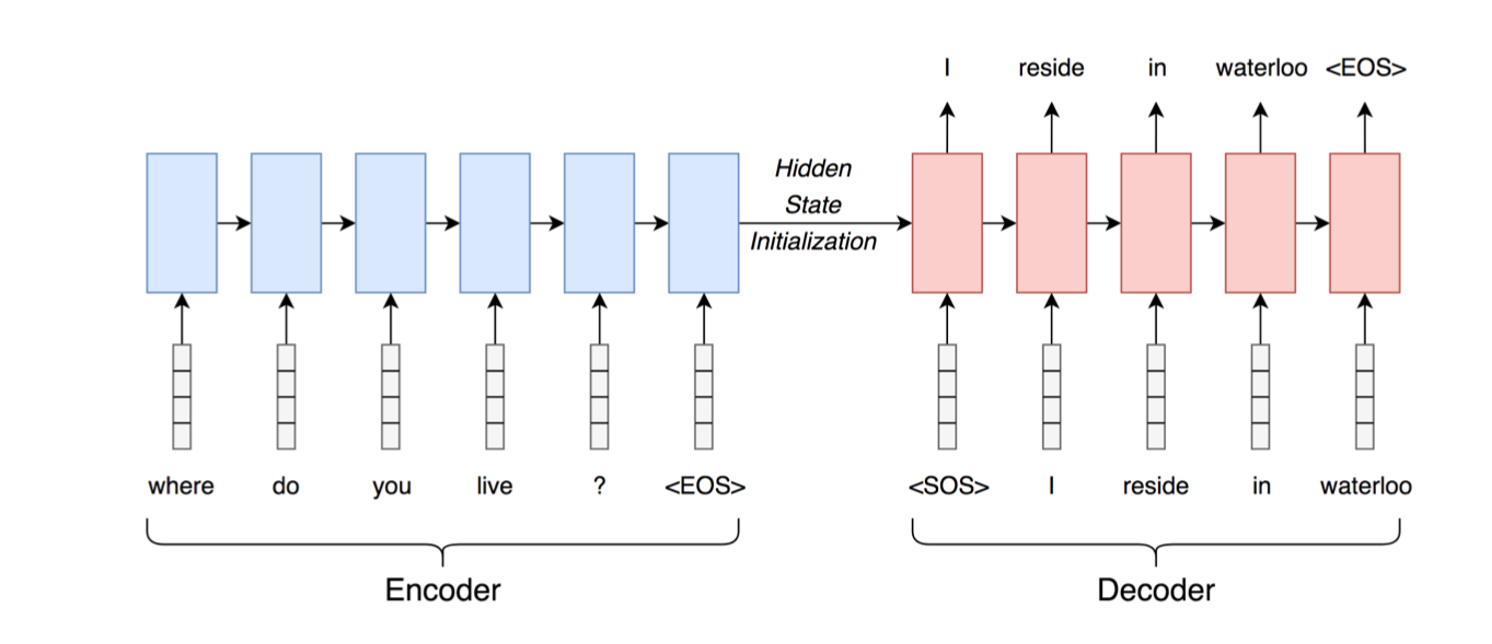 I reside in waterloo <EOS>
Hidden
State
Initialization
where do you live ? <EOS> <SOS> I reside in waterloo
Encoder Decoder